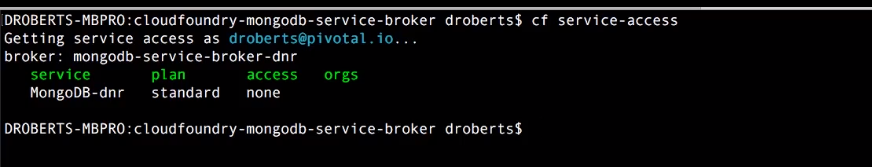 DROBERTS-MBPRO:cloudfoundry-mongodb-service-broker droberts$ cf service-access
Getting service access as droberts@pivotal.io...
broker: mongodb-service-broker-dnr
   service       plan       access   orgs
   MongoDB-dnr   standard   none
DROBERTS-MBPRO:cloudfoundry-mongodb-service-broker droberts$